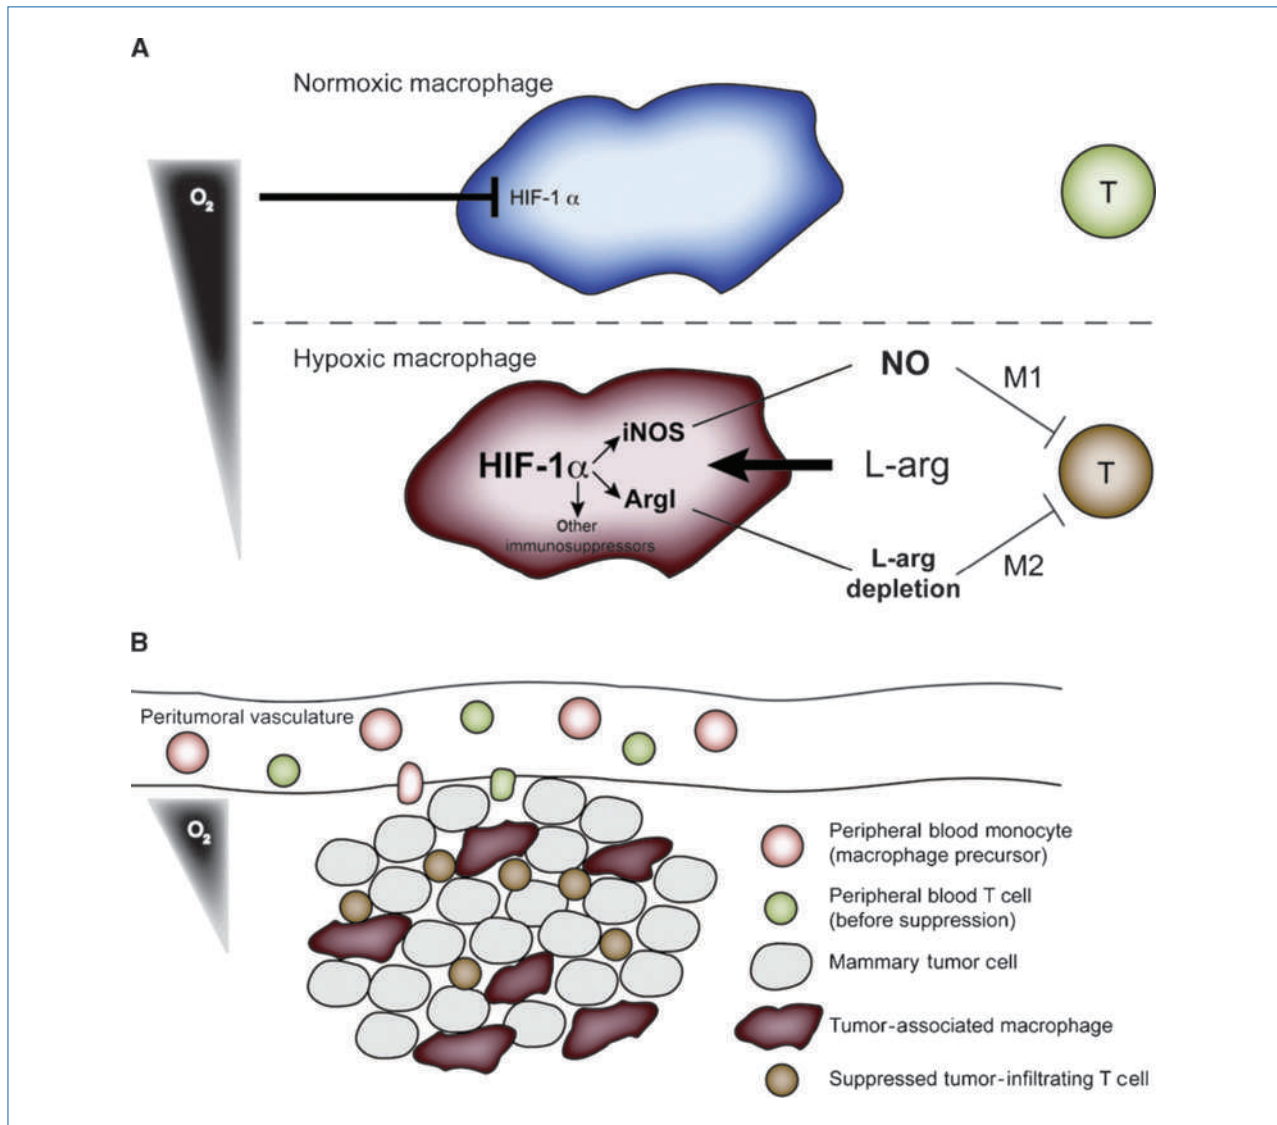 A
Normoxic macrophage
O2
HIF-1 α
T
Hypoxic macrophage
NO
M1
iNOS
HIF-1α
L-arg
T
ArgI
Other
immunosuppressors
L-arg
depletion
M2
B
Peritumoral vasculature
O2
Peripheral blood monocyte
(macrophage precursor)
Peripheral blood T cell
(before suppression)
Mammary tumor cell
Tumor-associated macrophage
Suppressed tumor-infiltrating T cell